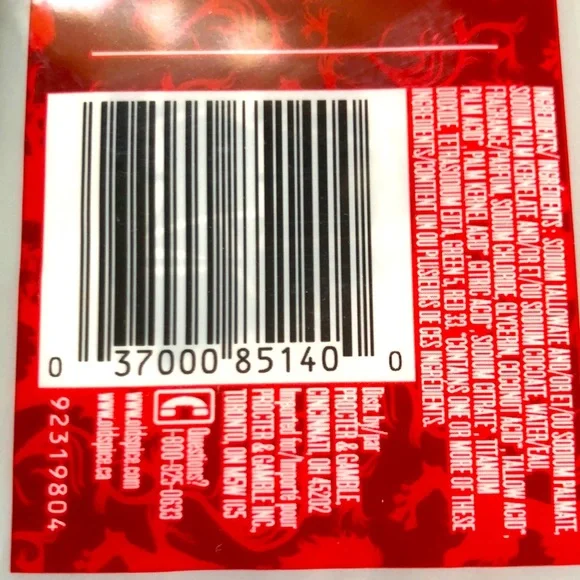 INGREDIENTS / INGRÉDIENTS : SODIUM TALLOWATE AND/OR ET/OU SODIUM PALMATE,
SODIUM PALM KERNELATE AND/OR ET/OU SODIUM COCOATE, WATER/EAU,
FRAGRANCE/PARFUM, SODIUM CHLORIDE, GLYCERIN, COCONUT ACID*, TALLOW ACID*,
PALM ACID*, PALM KERNEL ACID*, CITRIC ACID*, SODIUM CITRATE*, TITANIUM
DIOXIDE, TETRASODIUM EDTA, GREEN 5, RED 33. *CONTAINS ONE OR MORE OF THESE
INGREDIENTS/CONTIENT UN OU PLUSIEURS DE CES INGRÉDIENTS.
0 37000 85140 0
Dist. by/par
PROCTER & GAMBLE
CINCINNATI, OH 45202
Imported for/Importé pour
PROCTER & GAMBLE INC.
TORONTO, ON M5W 1C5
Questions?
1-800-
www.oldspice.com
www.oldspice.ca
92319804